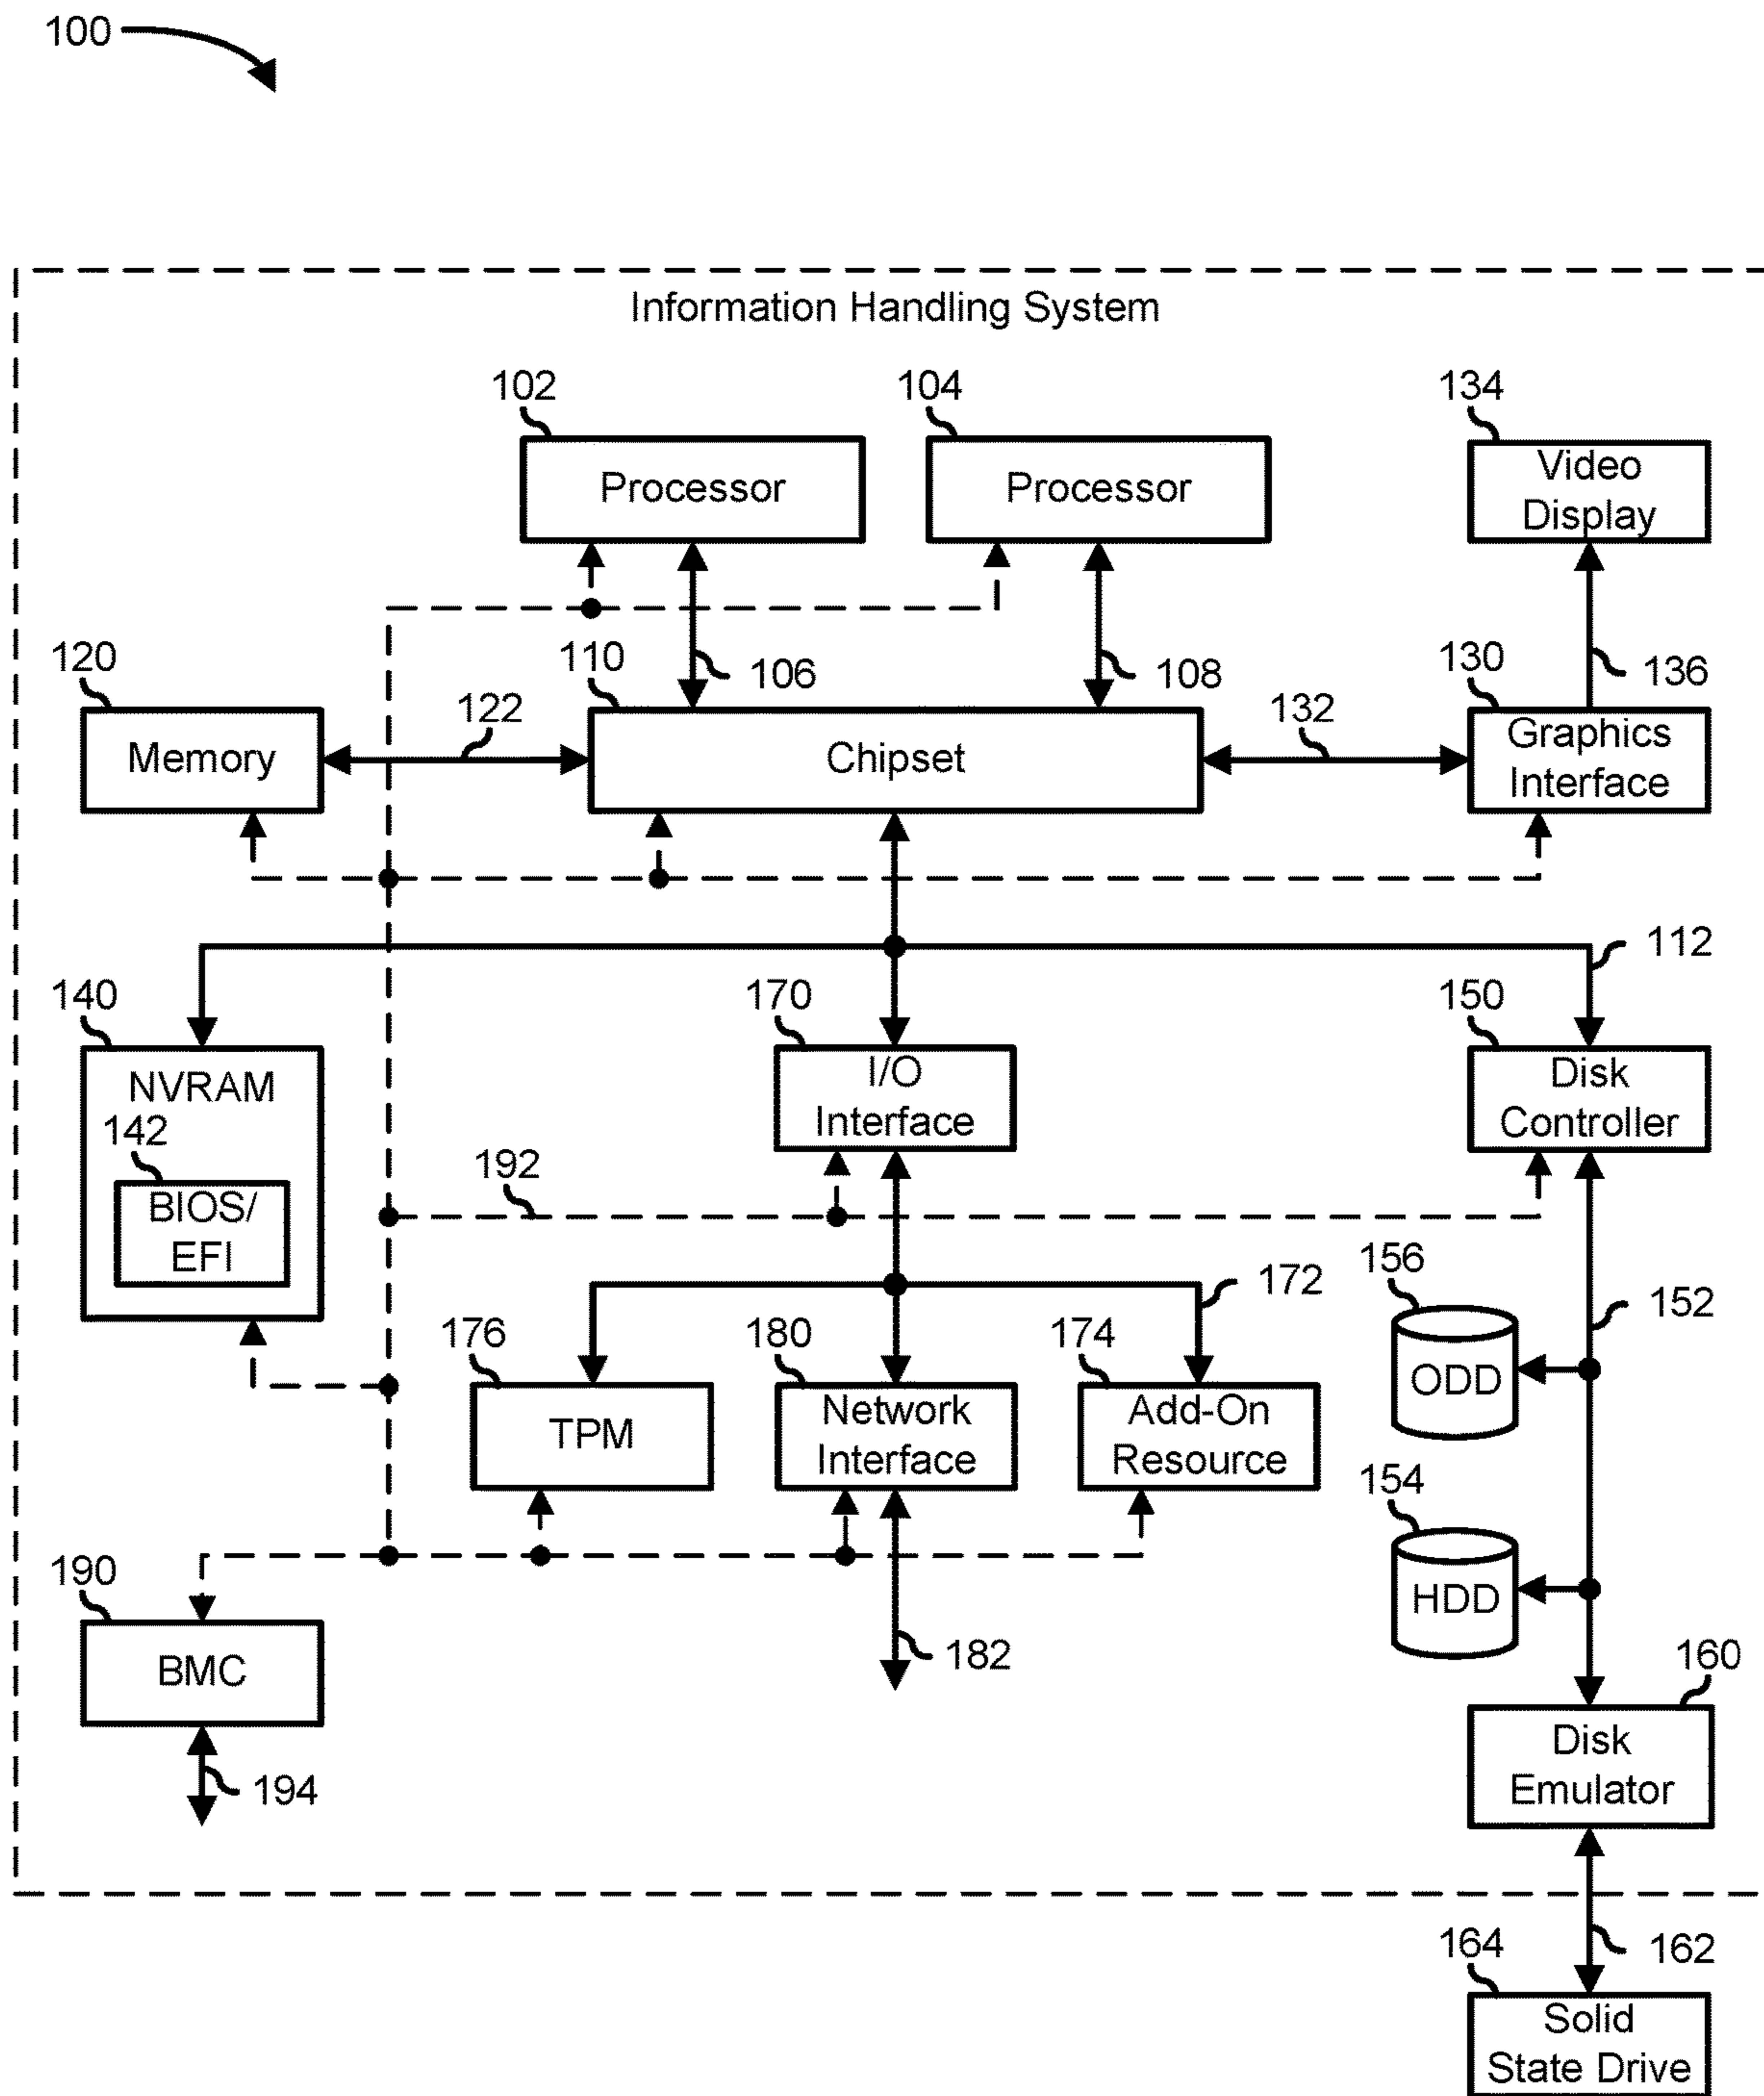 100
Information Handling System
102
104
134
Processor
Processor
Video
Display
120
110
106
108
130
136
122
132
Memory
Chipset
Graphics
Interface
112
140
170
150
NVRAM
I/O
Interface
Disk
Controller
142
BIOS/
EFI
192
156
172
152
176
180
174
ODD
TPM
Network
Interface
Add-On
Resource
154
HDD
190
182
160
BMC
Disk
Emulator
194
164
162
Solid
State Drive